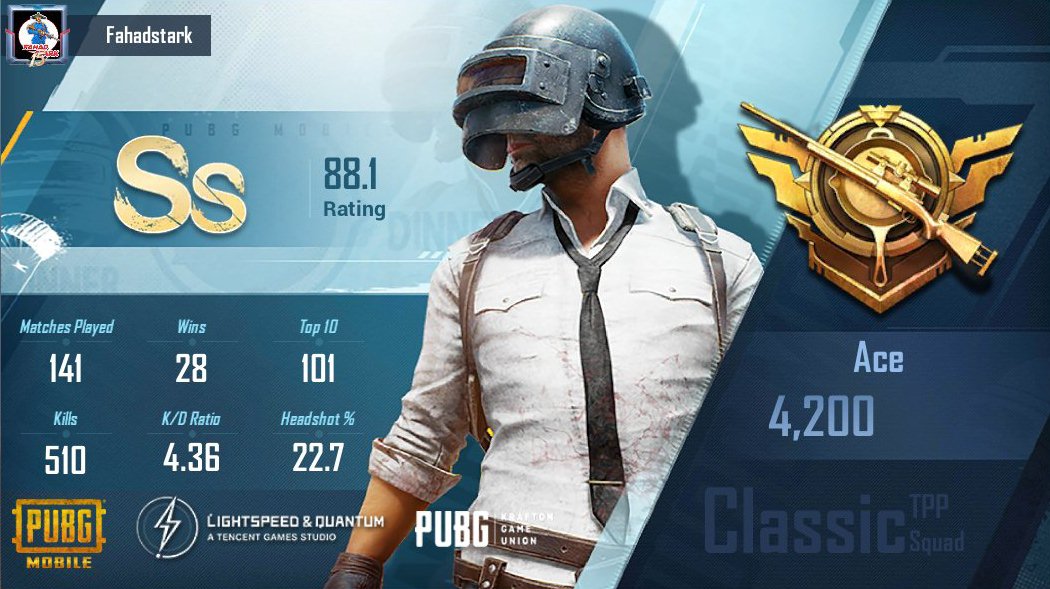 Fahadstark
PUBG MOBILE
Ss
88.1
Rating
DINNER
DINNER
Matches Played
Wins
Top 10
141
28
101
Kills
K/D Ratio
Headshot %
510
4.36
22.7
Ace
4,200
Classic
TPP
Squad
PUBG
MOBILE
LIGHTSPEED & QUANTUM
A TENCENT GAMES STUDIO
PUBG
KRAFTON
GAME
UNION